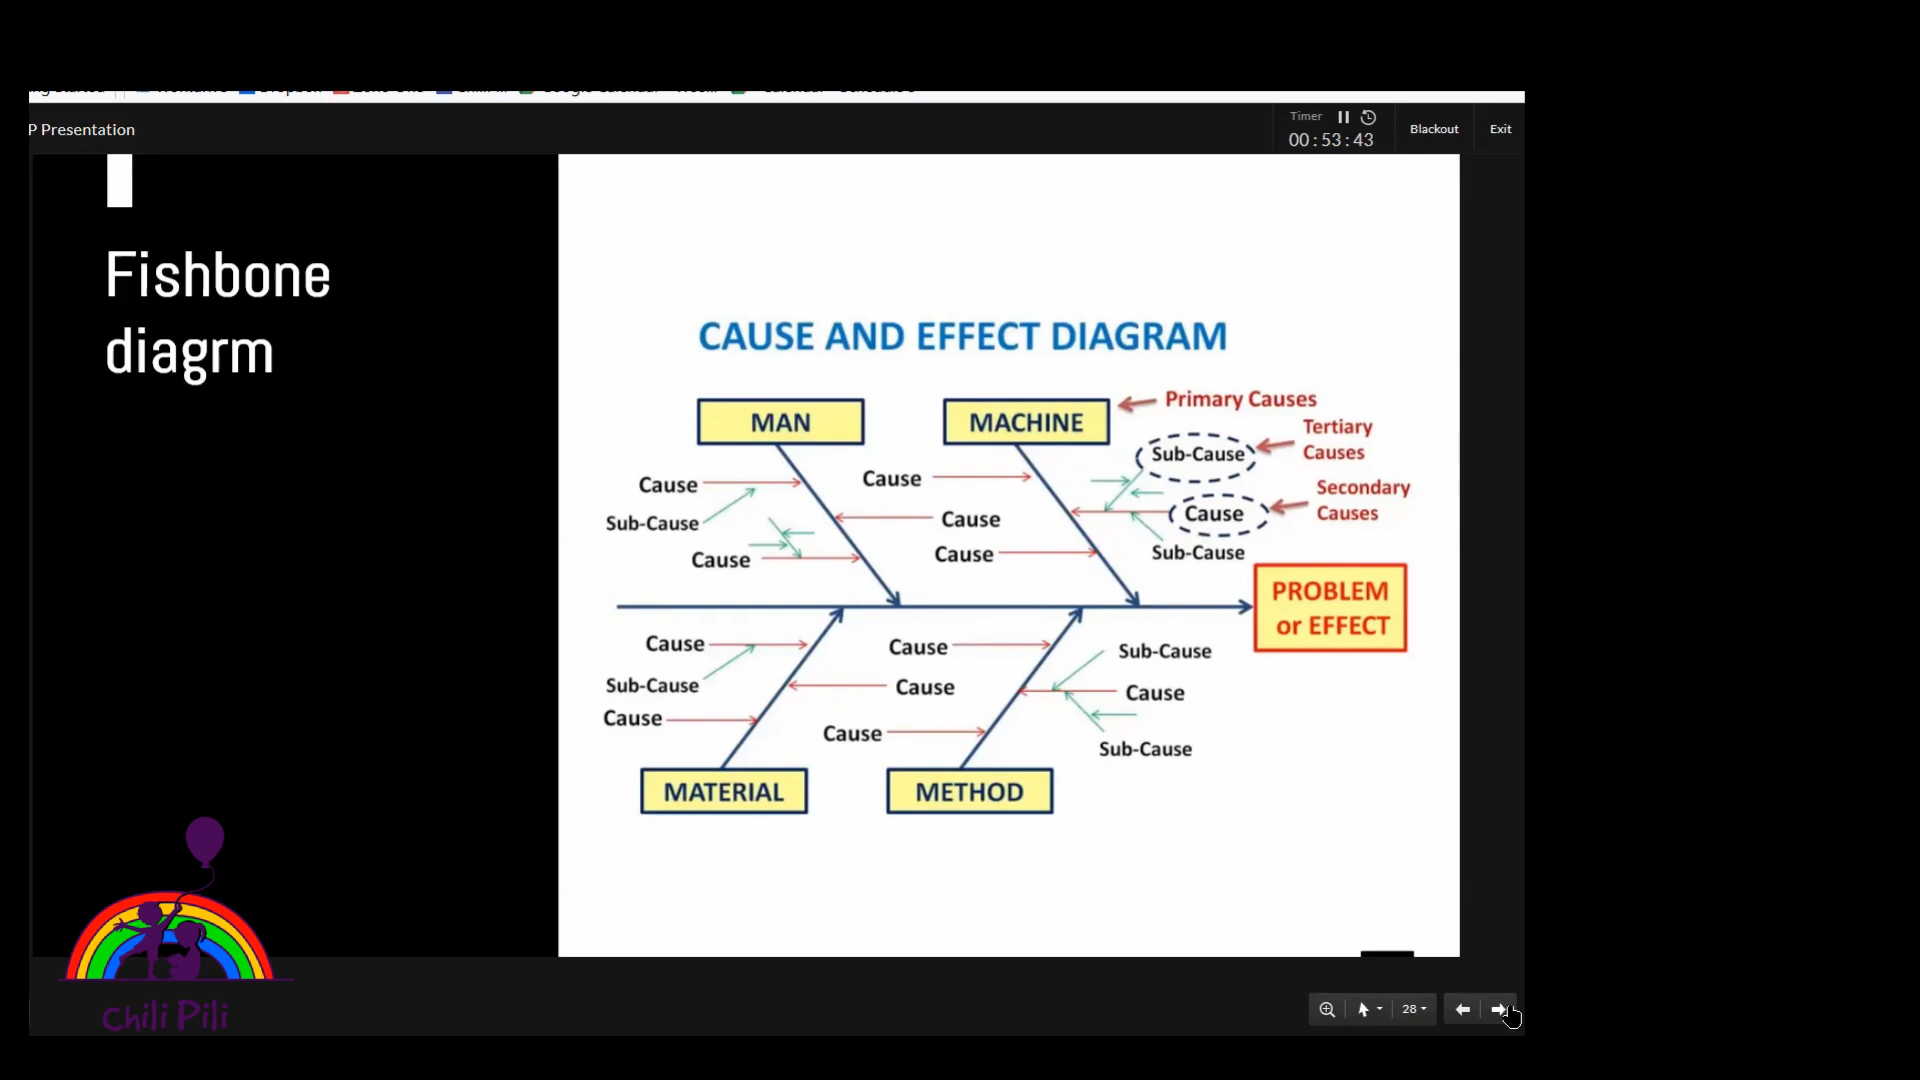 P Presentation
Timer
00:53:43
Blackout
Exit
Fishbone
diagrm
CAUSE AND EFFECT DIAGRAM
MAN
MACHINE
Primary Causes
Tertiary
Causes
Sub-Cause
Secondary
Causes
Cause
Cause
Cause
Cause
Sub-Cause
Cause
Cause
Sub-Cause
Cause
PROBLEM
or EFFECT
Cause
Cause
Sub-Cause
Sub-Cause
Cause
Cause
Cause
Cause
Sub-Cause
MATERIAL
METHOD
Chili Pili
28